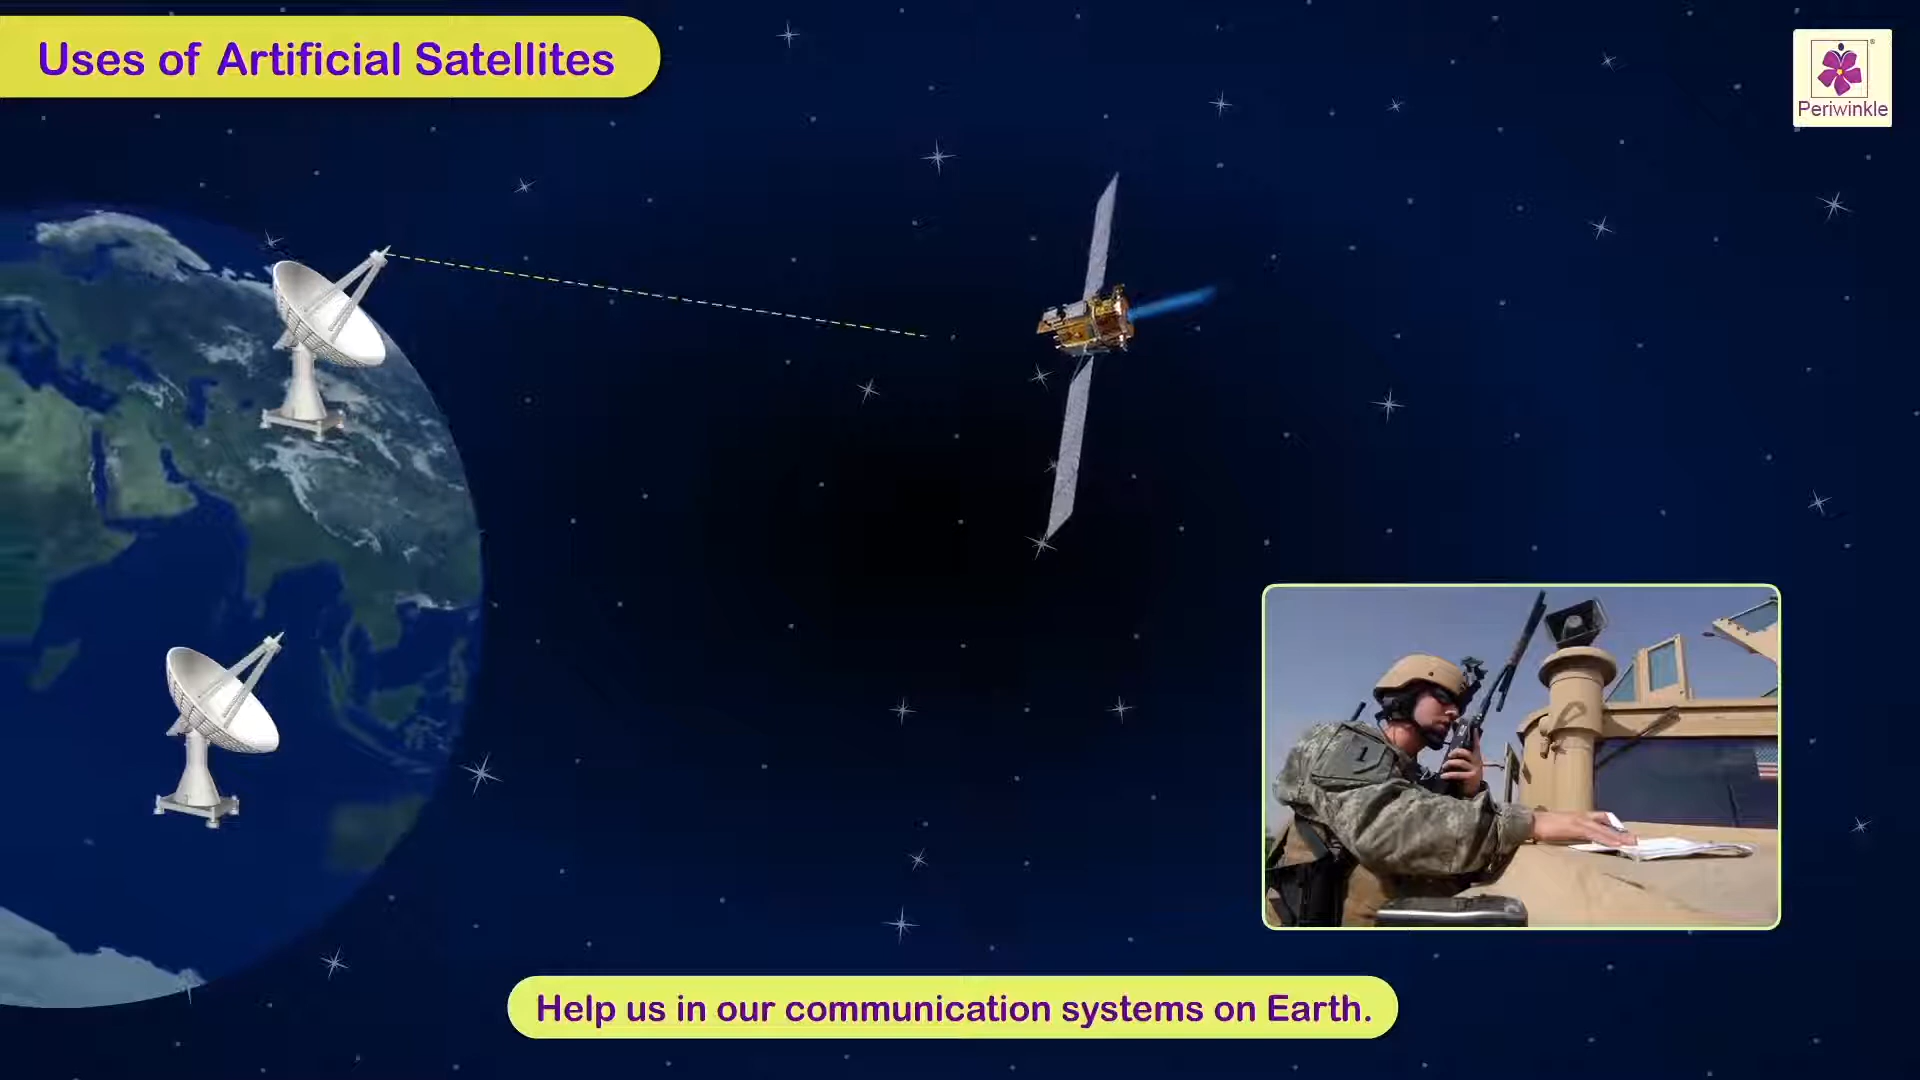 Uses of Artificial Satellites
Periwinkle
Help us in our communication systems on Earth.